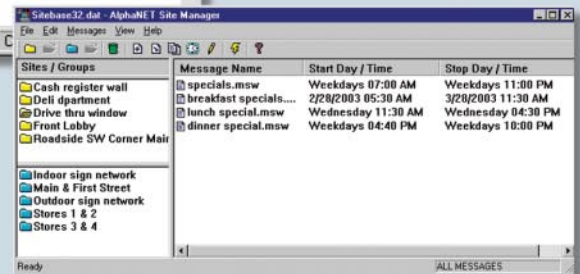 Sitebase32.dat - AlphaNET Site Manager
File Edit Messages View Help
C
Sites / Groups
Cash register wall
Deli dpartment
Drive thru window
Front Lobby
Roadside SW Corner Mair
Indoor sign network
Main & First Street
Outdoor sign network
Stores 1 & 2
Stores 3 & 4
Message Name Start Day / Time Stop Day / Time
specials.msw Weekdays 07:00 AM Weekdays 11:00 PM
breakfast specials.... 2/28/2003 05:30 AM 3/28/2003 11:30 AM
lunch special.msw Wednesday 11:30 AM Wednesday 04:30 PM
dinner special.msw Weekdays 04:40 PM Weekdays 10:00 PM
Ready ALL MESSAGES